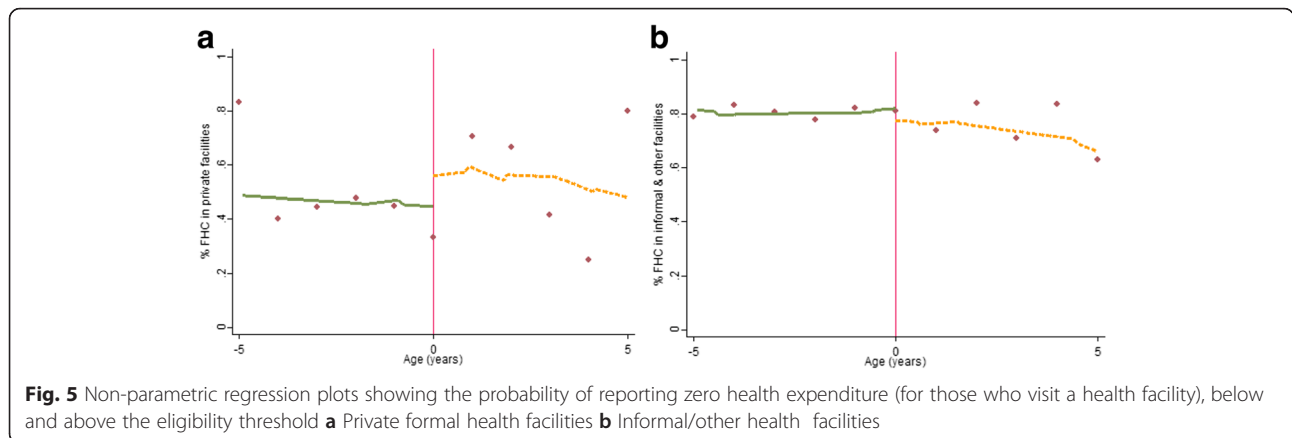 a
% FHC in private facilities
1
.8
.6
.4
.2
0
-5
0
5
Age (years)
b
% FHC in informal & other facilities
1
.8
.6
.4
.2
0
-5
0
5
Age (years)
Fig. 5 Non-parametric regression plots showing the probability of reporting zero health expenditure (for those who visit a health facility), below
and above the eligibility threshold a Private formal health facilities b Informal/other health facilities